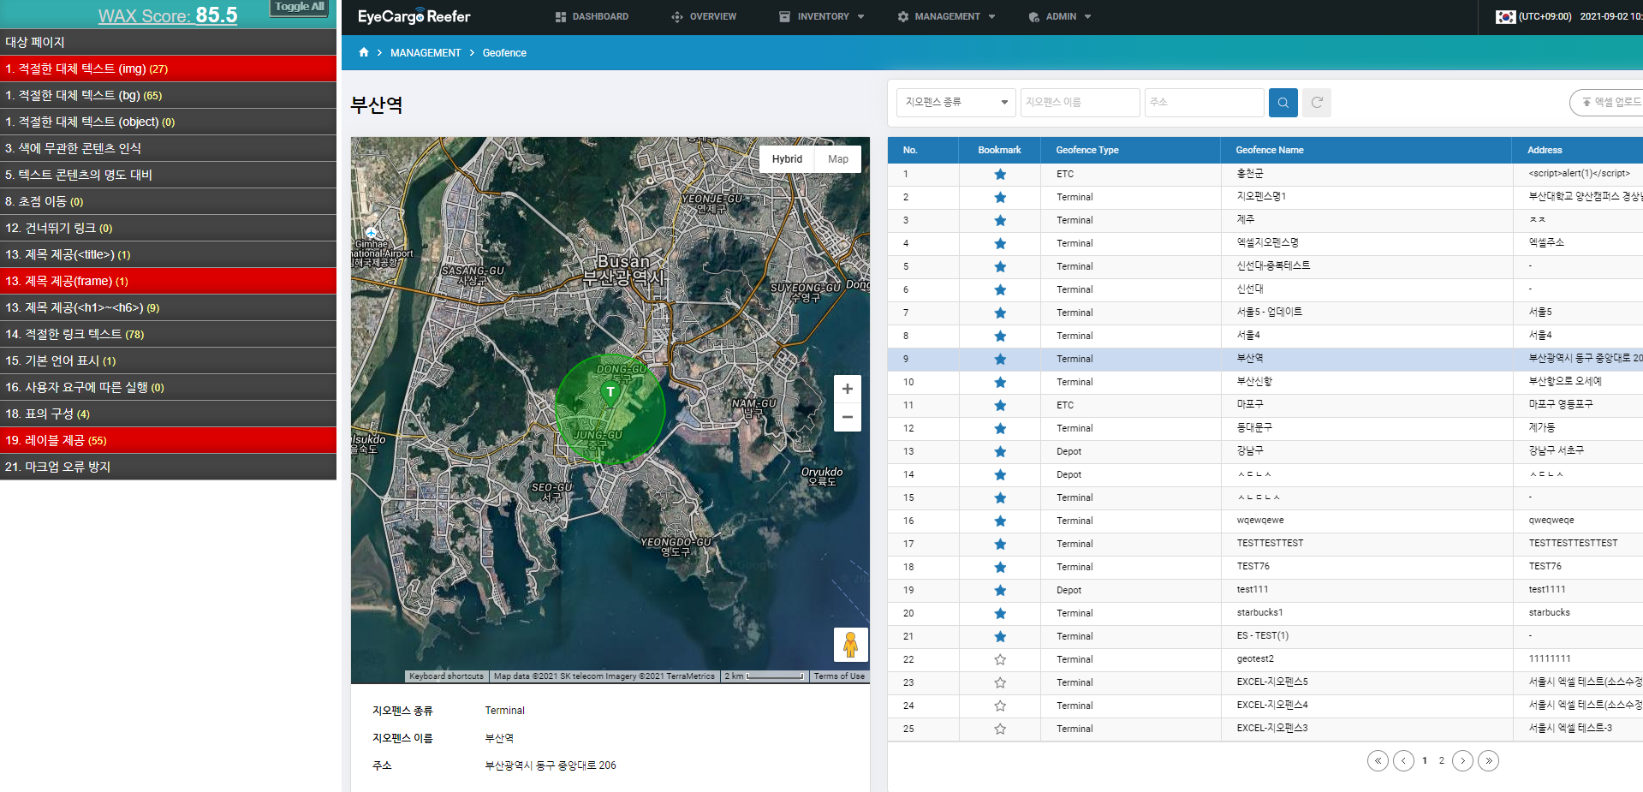 WAX Score: 85.5
Toggle All
대상 페이지
1. 적절한 대체 텍스트 (img) (27)
1. 적절한 대체 텍스트 (bg) (65)
1. 적절한 대체 텍스트 (object) (0)
3. 색에 무관한 콘텐츠 인식
5. 텍스트 콘텐츠의 명도 대비
8. 초점 이동 (0)
12. 건너뛰기 링크 (0)
13. 제목 제공(<title>) (1)
13. 제목 제공(frame) (1)
13. 제목 제공(<h1>~<h6>) (9)
14. 적절한 링크 텍스트 (78)
15. 기본 언어 표시 (1)
16. 사용자 요구에 따른 실행 (0)
18. 표의 구성 (4)
19. 레이블 제공 (55)
21. 마크업 오류 방지
EyeCargo Reefer
DASHBOARD
OVERVIEW
INVENTORY
MANAGEMENT
ADMIN
(UTC+09:00) 2021-09-02 10:
MANAGEMENT > Geofence
부산역
Hybrid Map
YEONJE-GU
연제구
Gimhae
national Airport
김해국제공항
SASANG-GU
사상구
Busan
부산광역시
SUYEONG-GU
수영구
Dong
DONG-GU
동구
T
JUNG-GU
중구
NAM-GU
남구
ulsukdo
을숙도
SEO-GU
서구
Oryukdo
오륙도
YEONGDO-GU
영도구
+
−
Keyboard shortcuts Map data ©2021 SK telecom Imagery ©2021 TerraMetrics 2 km Terms of Use
지오펜스 종류 Terminal
지오펜스 이름 부산역
주소 부산광역시 동구 중앙대로 206
지오펜스 종류 지오펜스 이름 주소 엑셀 업로드
No. Bookmark Geofence Type Geofence Name Address
1 ETC 홍천군 <script>alert(1)</script>
2 Terminal 지오펜스명1 부산대학교 양산캠퍼스 경상남
3 Terminal 제주 ㅈㅈ
4 Terminal 엑셀지오펜스명 엑셀주소
5 Terminal 신선대-중복테스트 -
6 Terminal 신선대 -
7 Terminal 서울5 - 업데이트 서울5
8 Terminal 서울4 서울4
9 Terminal 부산역 부산광역시 동구 중앙대로 20
10 Terminal 부산신항 부산항으로 오세예
11 ETC 마포구 마포구 영등포구
12 Terminal 동대문구 제가동
13 Depot 강남구 강남구 서초구
14 Depot ㅅㄷㄴㅅ ㅅㄷㄴㅅ
15 Terminal ㅅㄴㄷㄴㅅ -
16 Terminal wqewqewe qweqweqe
17 Terminal TESTTESTTEST TESTTESTTESTTEST
18 Terminal TEST76 TEST76
19 Depot test111 test1111
20 Terminal starbucks1 starbucks
21 Terminal ES - TEST(1) -
22 Terminal geotest2 11111111
23 Terminal EXCEL-지오펜스5 서울시 엑셀 테스트(소스수정
24 Terminal EXCEL-지오펜스4 서울시 엑셀 테스트(소스수정
25 Terminal EXCEL-지오펜스3 서울시 엑셀 테스트-3
« < 1 2 > »